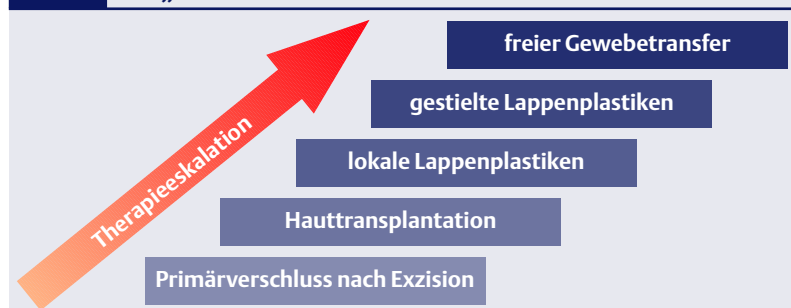 freier Gewebetransfer
gestielte Lappenplastiken
lokale Lappenplastiken
Hauttransplantation
Primärverschluss nach Exzision
Therapieeskalation